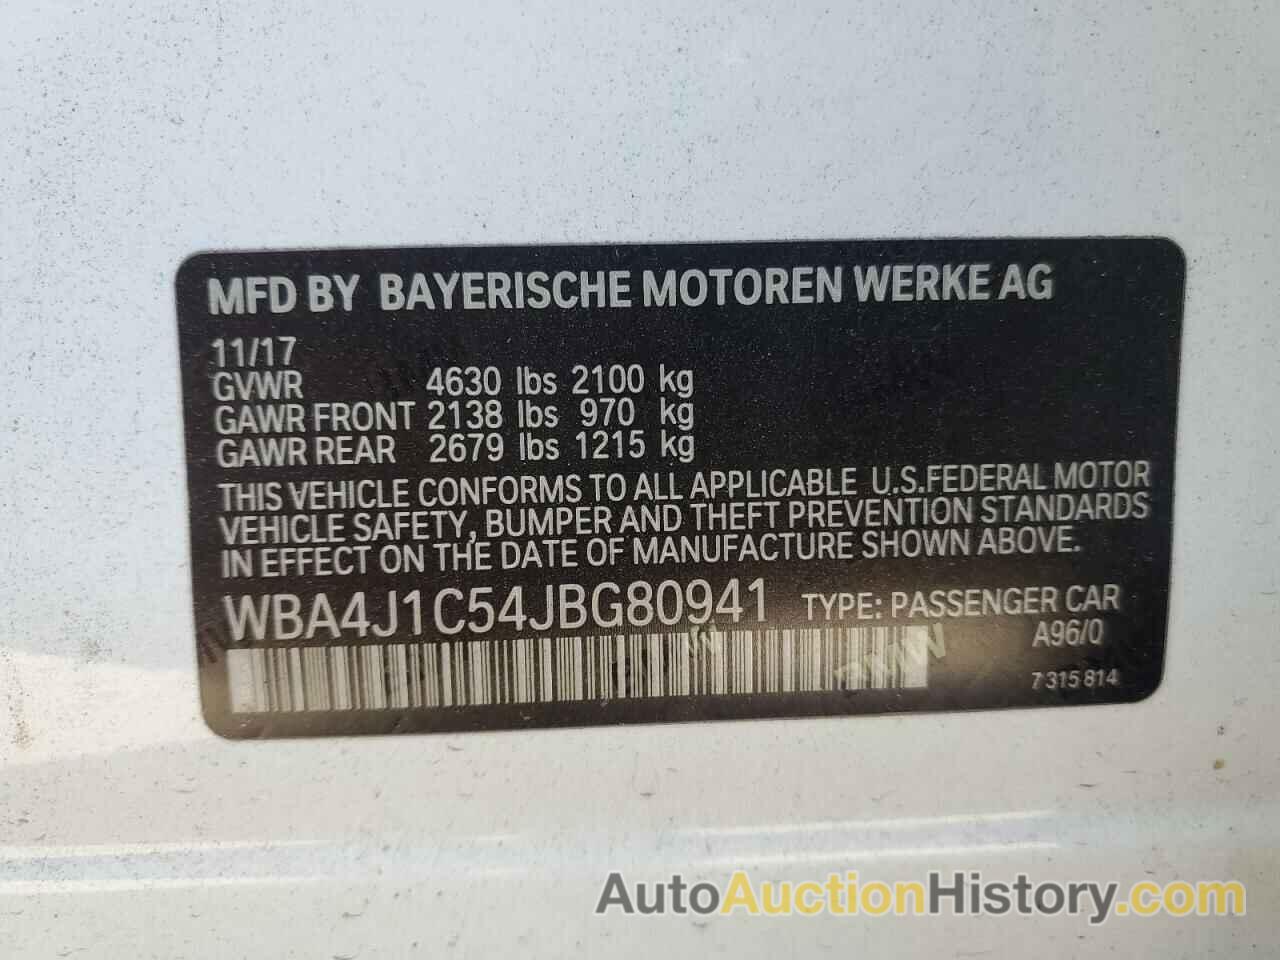 MFD BY BAYERISCHE MOTOREN WERKE AG
11/17
GVWR 4630 lbs 2100 kg
GAWR FRONT 2138 lbs 970 kg
GAWR REAR 2679 lbs 1215 kg
THIS VEHICLE CONFORMS TO ALL APPLICABLE U.S.FEDERAL MOTOR
VEHICLE SAFETY, BUMPER AND THEFT PREVENTION STANDARDS
IN EFFECT ON THE DATE OF MANUFACTURE SHOWN ABOVE.
WBA4J1C54JBG80941 TYPE: PASSENGER CAR
A96/0
BMW
7 315 814
AutoAuctionHistory.com